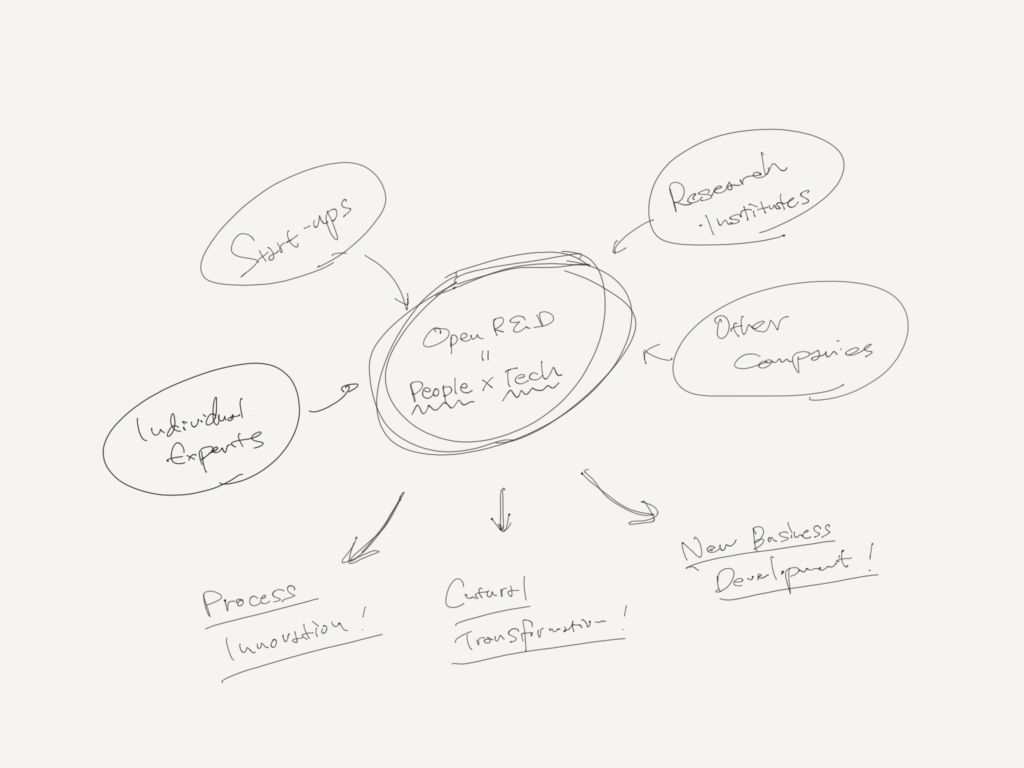 Start-ups
Research
Institutes
Open R&D
=
People x Tech
Other
Companies
Individual
Experts
Process
Innovation!
Cultural
Transformation!
New Business
Development!